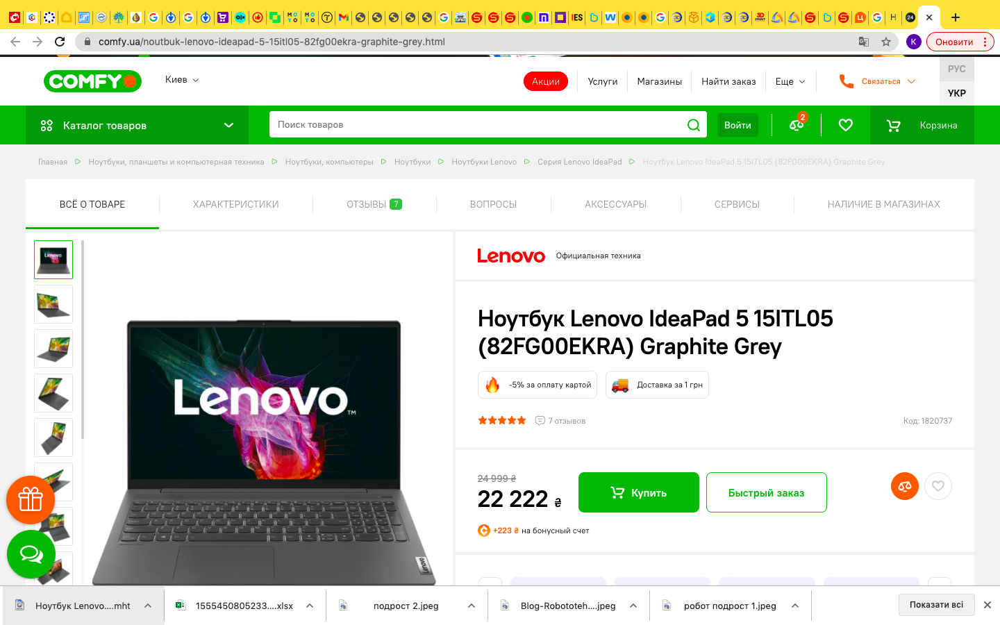 comfy.ua/noutbuk-lenovo-ideapad-5-15itl05-82fg00ekra-graphite-grey.html
K
Оновити
COMFY
Киев
Акции
Услуги
Магазины
Найти заказ
Еще
Связаться
РУС
УКР
Каталог товаров
Поиск товаров
Войти
2
Корзина
Главная
Ноутбуки, планшеты и компьютерная техника
Ноутбуки, компьютеры
Ноутбуки
Ноутбуки Lenovo
Серия Lenovo IdeaPad
Ноутбук Lenovo IdeaPad 5 15ITL05 (82FG00EKRA) Graphite Grey
ВСЁ О ТОВАРЕ
ХАРАКТЕРИСТИКИ
ОТЗЫВЫ 7
ВОПРОСЫ
АКСЕССУАРЫ
СЕРВИСЫ
НАЛИЧИЕ В МАГАЗИНАХ
Lenovo
Lenovo™
Lenovo
Lenovo
Официальная техника
Ноутбук Lenovo IdeaPad 5 15ITL05
(82FG00EKRA) Graphite Grey
-5% за оплату картой
Доставка за 1 грн
7 отзывов
Код: 1820737
24 999 ₴
22 222 ₴
Купить
Быстрый заказ
+223 ₴ на бонусный счет
Ноутбук Lenovo....mht
1555450805233....xlsx
подрост 2.jpeg
Blog-Robototeh....jpeg
робот подрост 1.jpeg
Показати всі